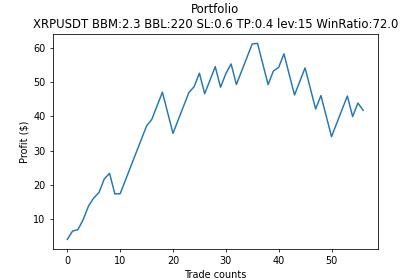 Portfolio
XRPUSDT BBM:2.3 BBL:220 SL:0.6 TP:0.4 lev:15 WinRatio:72.0
60
50
40
30
20
10
Profit ($)
0 10 20 30 40 50
Trade counts